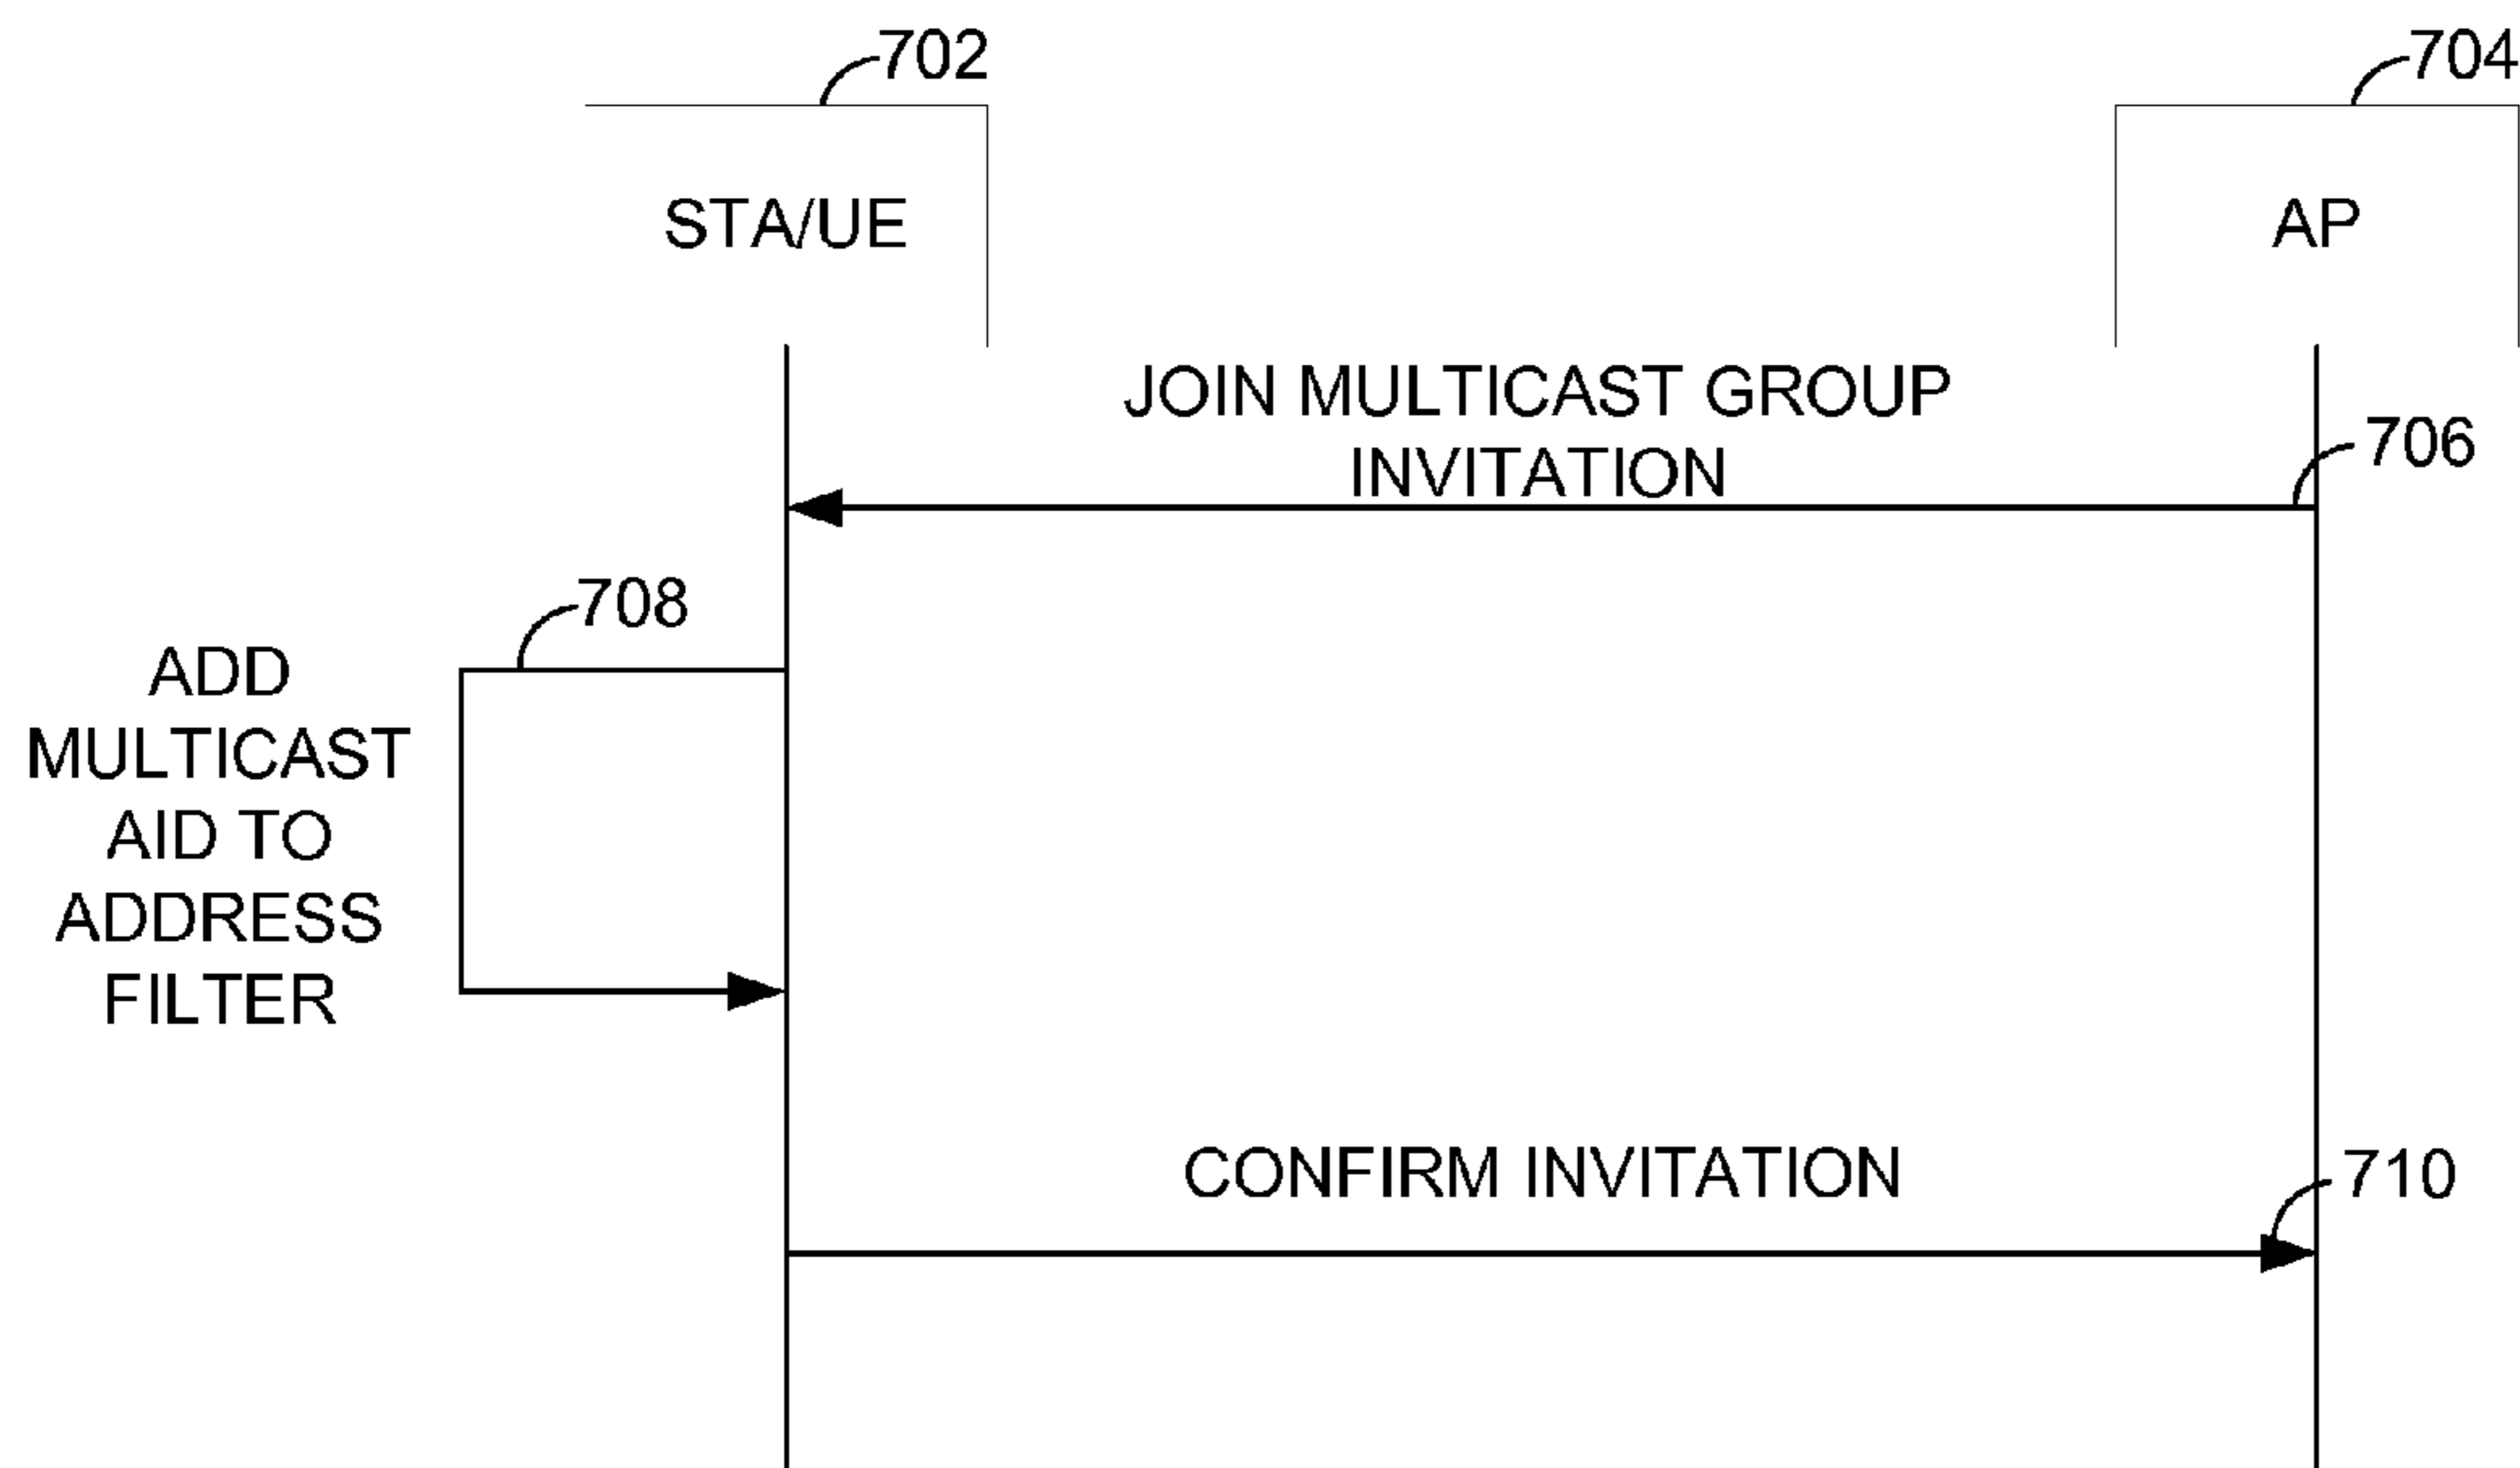 702
704
STA/UE
AP
JOIN MULTICAST GROUP
INVITATION
706
708
ADD
MULTICAST
AID TO
ADDRESS
FILTER
CONFIRM INVITATION
710